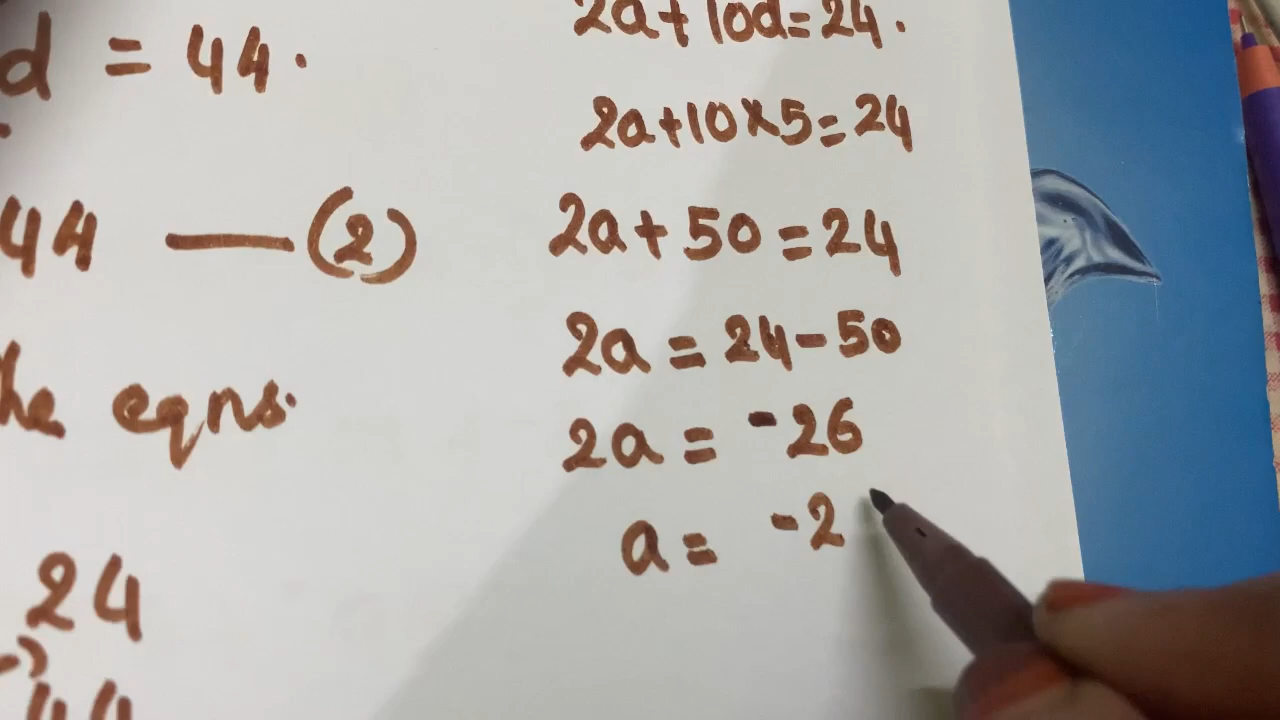 d = 44.
44 — (2)
he eqns.
24
44
2a + 10d = 24.
2a + 10 × 5 = 24
2a + 50 = 24
2a = 24 - 50
2a = -26
a = -2